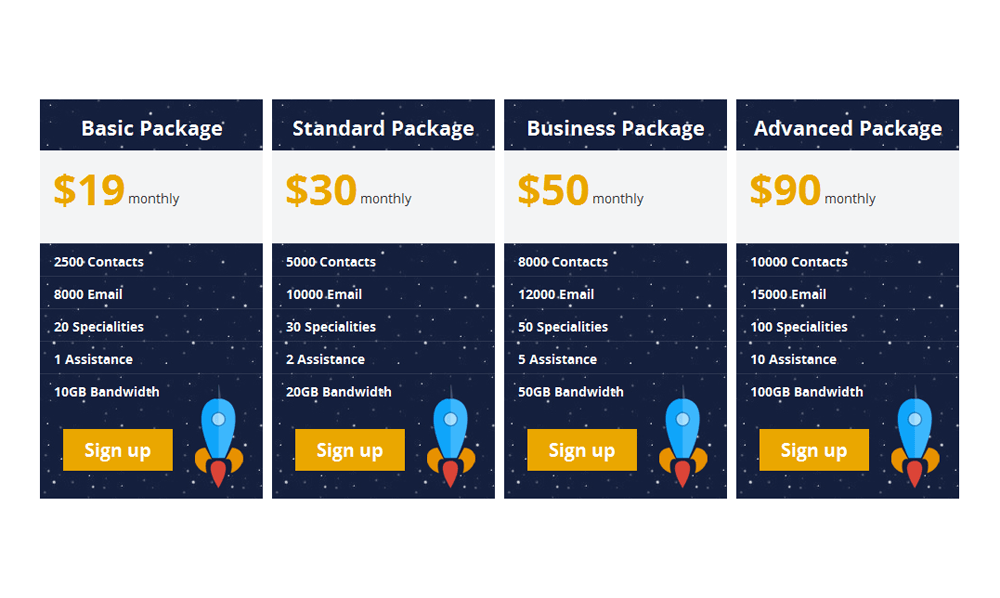 Basic Package
$19 monthly
2500 Contacts
8000 Email
20 Specialities
1 Assistance
10GB Bandwidth
Sign up
Standard Package
$30 monthly
5000 Contacts
10000 Email
30 Specialities
2 Assistance
20GB Bandwidth
Sign up
Business Package
$50 monthly
8000 Contacts
12000 Email
50 Specialities
5 Assistance
50GB Bandwidth
Sign up
Advanced Package
$90 monthly
10000 Contacts
15000 Email
100 Specialities
10 Assistance
100GB Bandwidth
Sign up